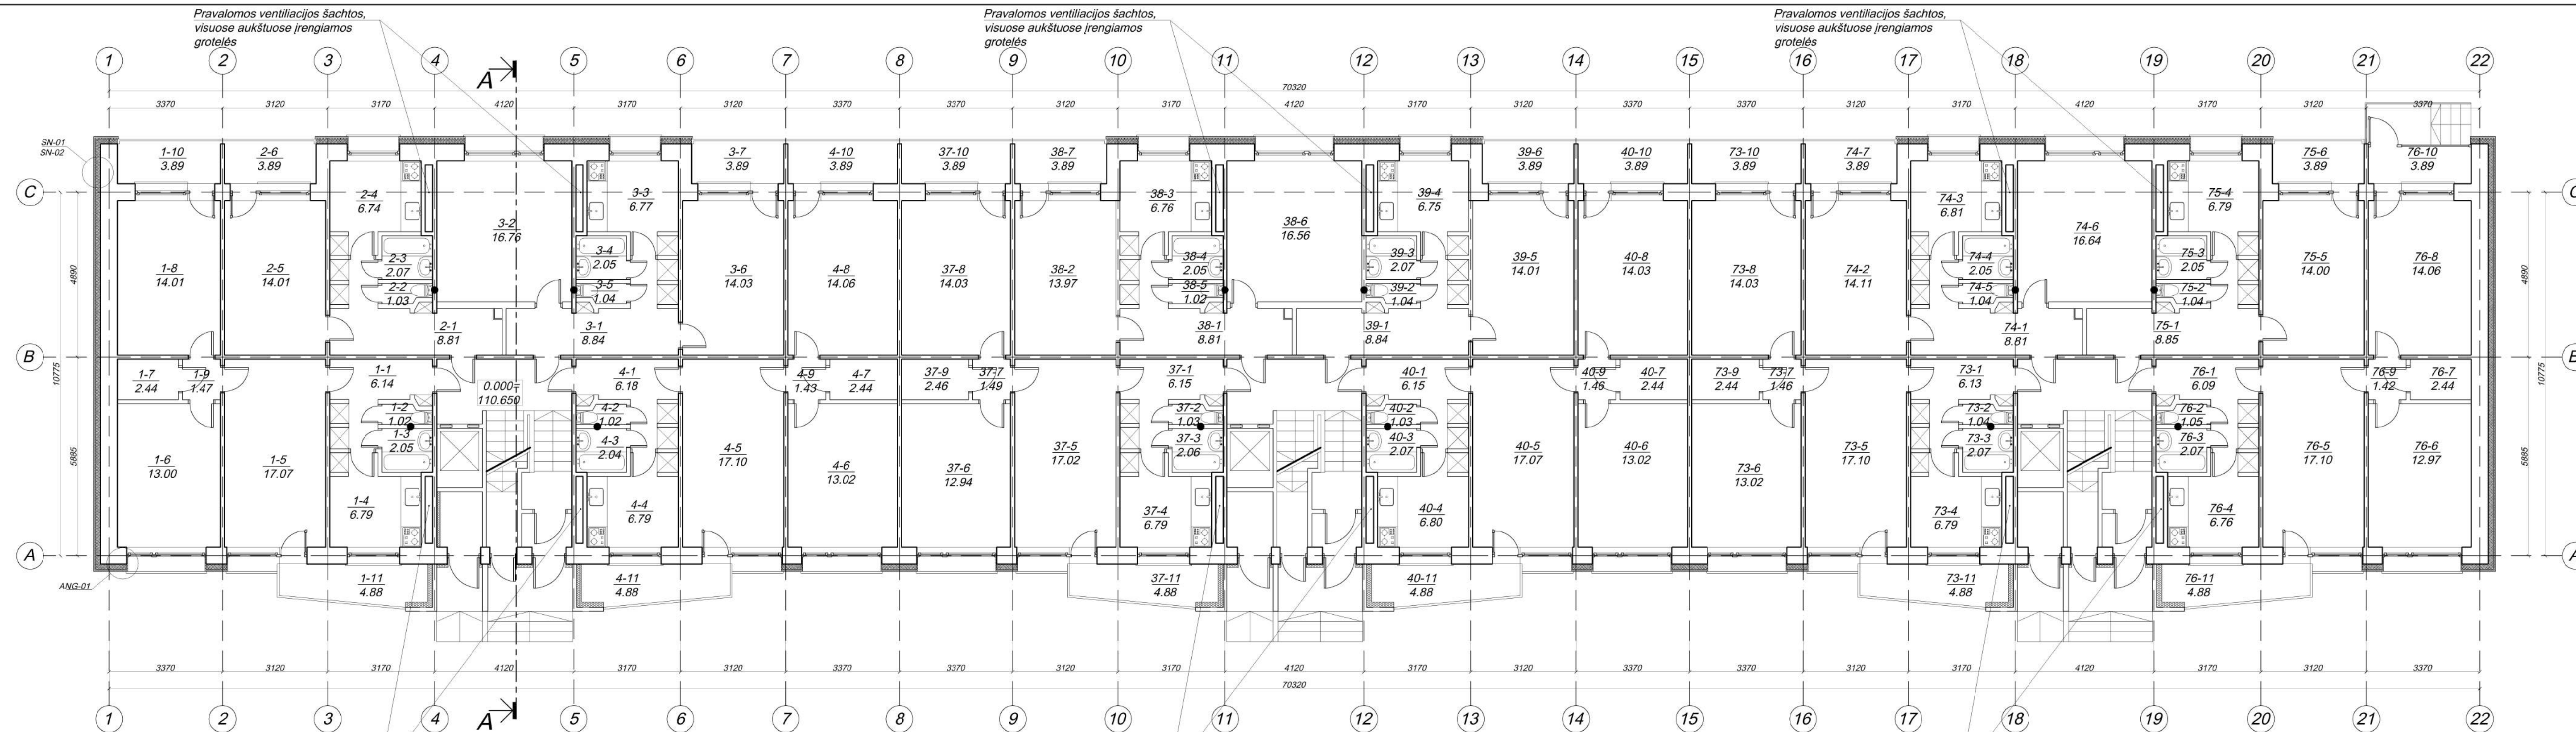 Pravalomos ventiliacijos šachtos,
visuose aukštuose įrengiamos
grotelės
Pravalomos ventiliacijos šachtos,
visuose aukštuose įrengiamos
grotelės
Pravalomos ventiliacijos šachtos,
visuose aukštuose įrengiamos
grotelės
1 2 3 4 A 5 6 7 8 9 10 11 12 13 14 15 16 17 18 19 20 21 22
70320
3370 3120 3170 4120 3170 3120 3370 3370 3120 3170 4120 3170 3120 3370 3370 3120 3170 4120 3170 3120 3370
SN-01
SN-02
1-10 2-6 3-7 4-10 37-10 38-7 39-6 40-10 73-10 74-7 75-6 76-10
3.89 3.89 3.89 3.89 3.89 3.89 3.89 3.89 3.89 3.89 3.89 3.89
C C
2-4 3-3 38-3 39-4 74-3 75-4
6.74 6.77 6.76 6.75 6.81 6.79
3-2 38-6 74-6
16.76 16.56 16.64
2-3 3-4 38-4 39-3 74-4 75-3
2.07 2.05 2.05 2.07 2.05 2.05
1-8 2-5 3-6 4-8 37-8 38-2 39-5 40-8 73-8 74-2 75-5 76-8
14.01 14.01 14.03 14.06 14.03 13.97 14.01 14.03 14.03 14.11 14.00 14.06
2-2 3-5 38-5 39-2 74-5 75-2
1.03 1.04 1.02 1.04 1.04 1.04
4890 4890
2-1 3-1 38-1 39-1 74-1 75-1
8.81 8.84 8.81 8.84 8.81 8.85
B B
10775 10775
1-7 1-9 1-1 4-1 4-9 4-7 37-9 37-7 37-1 40-1 40-9 40-7 73-9 73-7 73-1 76-1 76-9 76-7
2.44 1.47 6.14 6.18 1.43 2.44 2.46 1.49 6.15 6.15 1.46 2.44 2.44 1.46 6.13 6.09 1.42 2.44
0.000=
110.650
1-2 4-2 37-2 40-2 73-2 76-2
1.02 1.02 1.03 1.03 1.04 1.05
1-3 4-3 37-3 40-3 73-3 76-3
2.05 2.04 2.06 2.07 2.07 2.07
5885 5885
1-6 1-5 4-5 4-6 37-6 37-5 40-5 40-6 73-6 73-5 76-5 76-6
13.00 17.07 17.10 13.02 12.94 17.02 17.07 13.02 13.02 17.10 17.10 12.97
1-4 4-4 37-4 40-4 73-4 76-4
6.79 6.79 6.79 6.80 6.79 6.76
A A
ANG-01
1-11 4-11 37-11 40-11 73-11 76-11
4.88 4.88 4.88 4.88 4.88 4.88
3370 3120 3170 4120 3170 3120 3370 3370 3120 3170 4120 3170 3120 3370 3370 3120 3170 4120 3170 3120 3370
70320
1 2 3 4 A 5 6 7 8 9 10 11 12 13 14 15 16 17 18 19 20 21 22